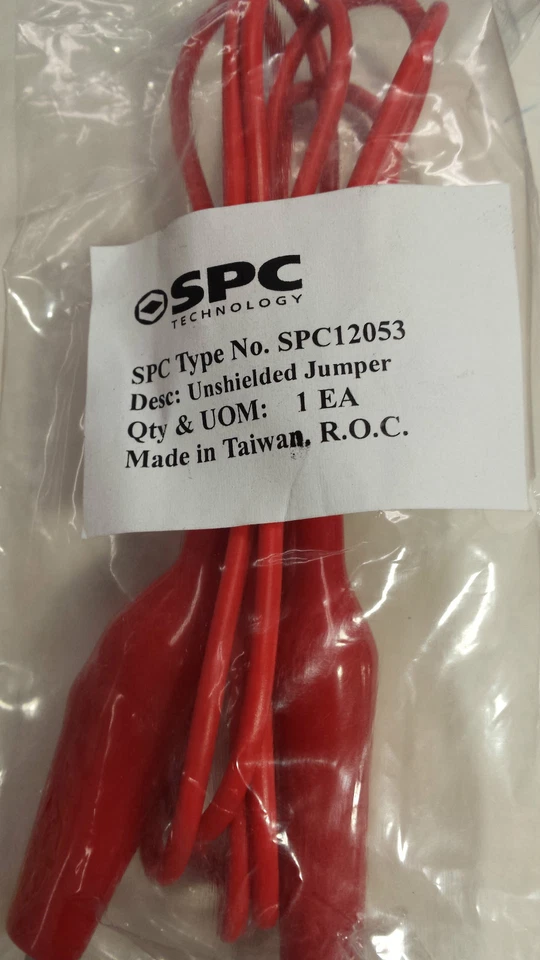 SPC
TECHNOLOGY
SPC Type No. SPC12053
Desc: Unshielded Jumper
Qty & UOM: 1 EA
Made in Taiwan, R.O.C.